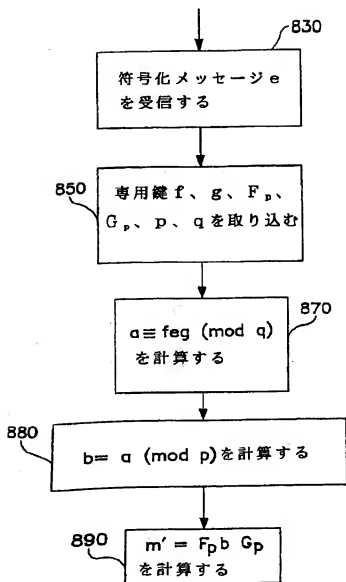 830
符号化メッセージe
を受信する
850
専用鍵f、g、Fp、
Gp、p、qを取り込む
870
a≡feg (mod q)
を計算する
880
b= a (mod p)を計算する
890
m' = Fpb Gp
を計算する